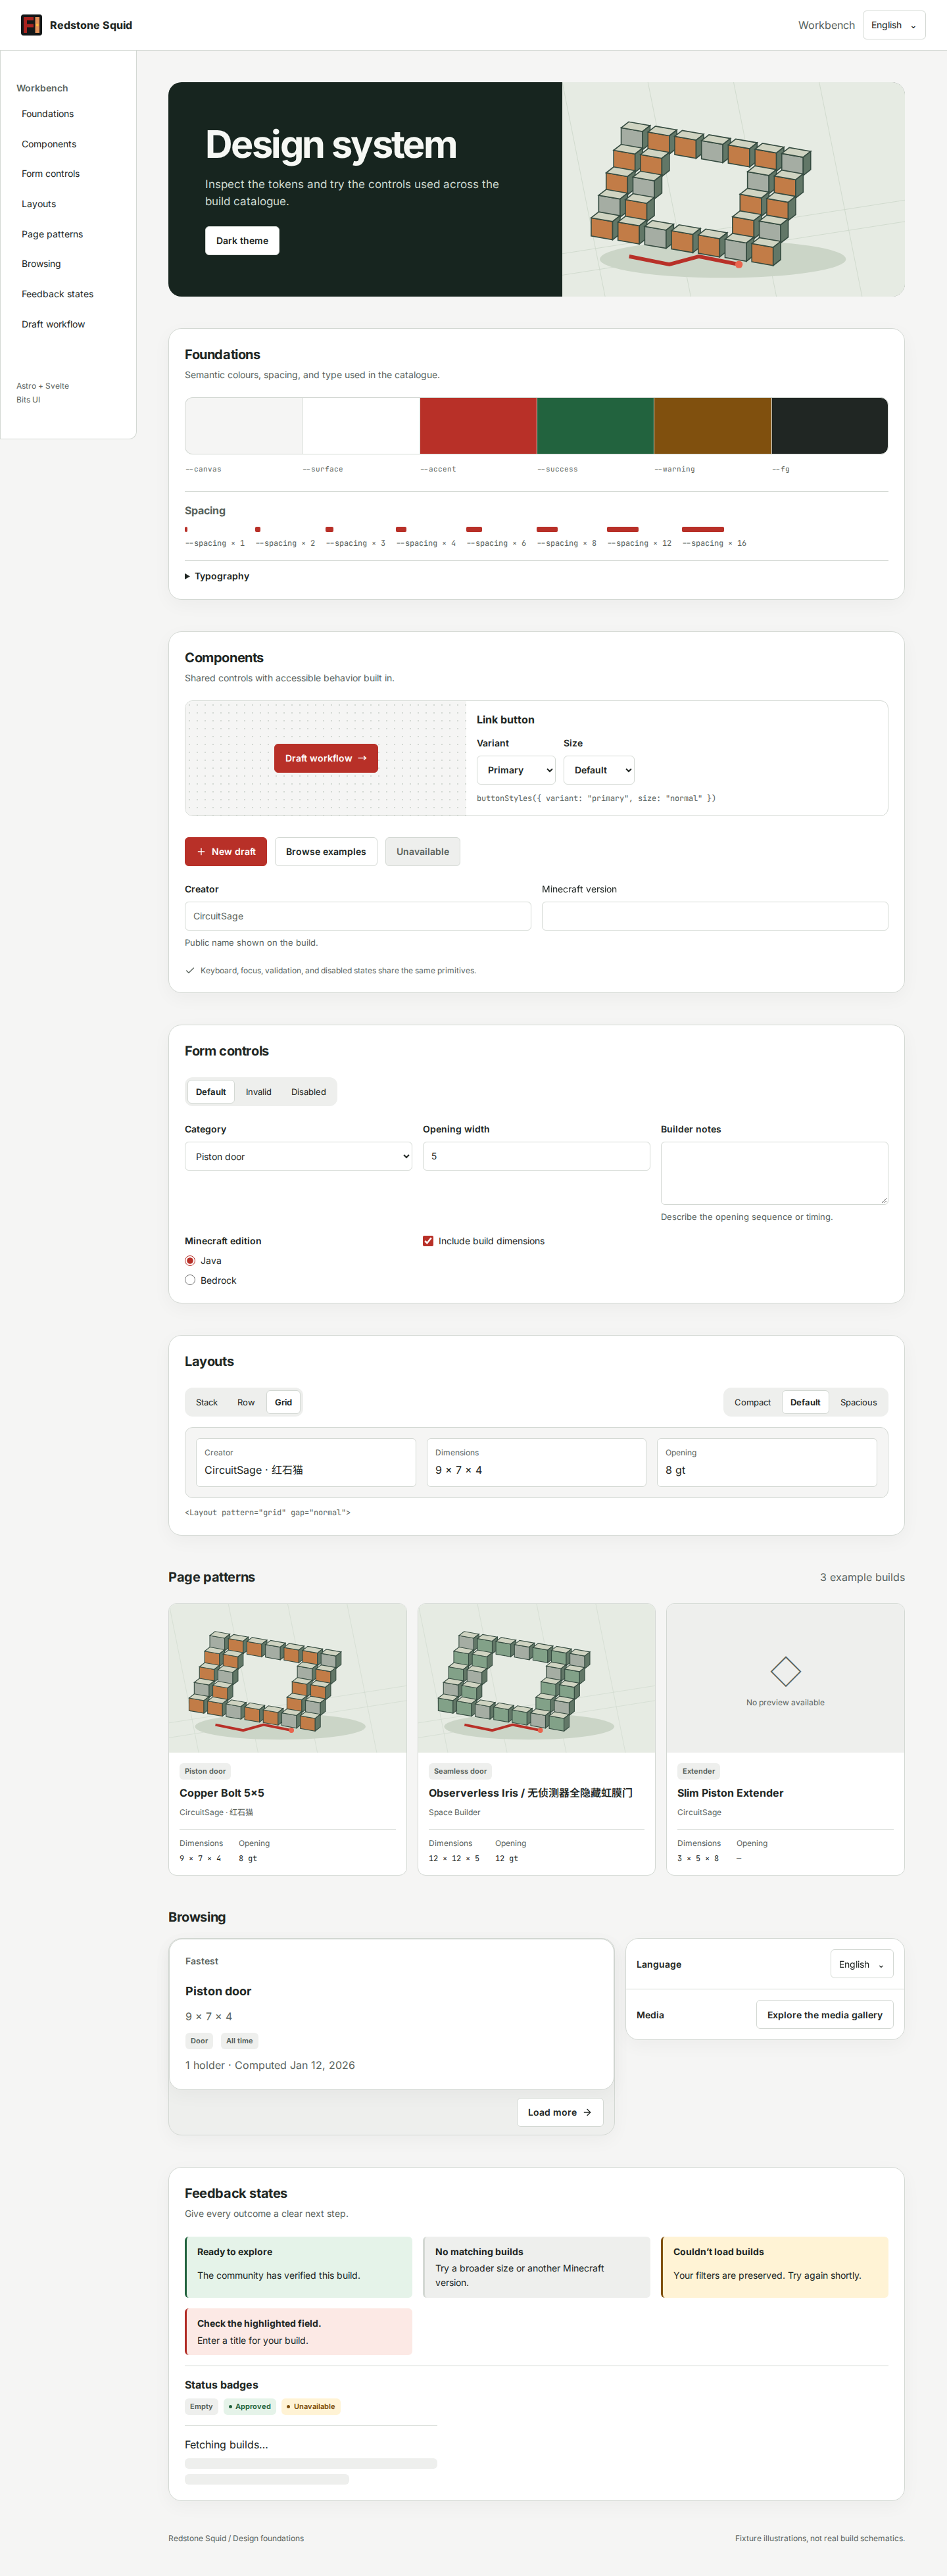 Redstone Squid
Workbench
English
Workbench
Foundations
Components
Form controls
Layouts
Page patterns
Browsing
Feedback states
Draft workflow
Astro + Svelte
Bits UI
Design system
Inspect the tokens and try the controls used across the
build catalogue.
Dark theme
Foundations
Semantic colours, spacing, and type used in the catalogue.
--canvas
--surface
--accent
--success
--warning
--fg
Spacing
--spacing × 1
--spacing × 2
--spacing × 3
--spacing × 4
--spacing × 6
--spacing × 8
--spacing × 12
--spacing × 16
Typography
Components
Shared controls with accessible behavior built in.
Draft workflow →
Link button
Variant
Size
Primary
Default
buttonStyles({ variant: "primary", size: "normal" })
+ New draft
Browse examples
Unavailable
Creator
Minecraft version
CircuitSage
Public name shown on the build.
Keyboard, focus, validation, and disabled states share the same primitives.
Form controls
Default
Invalid
Disabled
Category
Opening width
Builder notes
Piston door
5
Describe the opening sequence or timing.
Minecraft edition
Include build dimensions
Java
Bedrock
Layouts
Stack
Row
Grid
Compact
Default
Spacious
Creator
CircuitSage · 红石猫
Dimensions
9 × 7 × 4
Opening
8 gt
<Layout pattern="grid" gap="normal">
Page patterns
3 example builds
Piston door
Copper Bolt 5×5
CircuitSage · 红石猫
Dimensions
Opening
9 × 7 × 4
8 gt
Seamless door
Observerless Iris / 无侦测器全隐藏虹膜门
Space Builder
Dimensions
Opening
12 × 12 × 5
12 gt
No preview available
Extender
Slim Piston Extender
CircuitSage
Dimensions
Opening
3 × 5 × 8
—
Browsing
Fastest
Piston door
9 × 7 × 4
Door
All time
1 holder · Computed Jan 12, 2026
Load more →
Language
English
Media
Explore the media gallery
Feedback states
Give every outcome a clear next step.
Ready to explore
The community has verified this build.
No matching builds
Try a broader size or another Minecraft
version.
Couldn't load builds
Your filters are preserved. Try again shortly.
Check the highlighted field.
Enter a title for your build.
Status badges
Empty
Approved
Unavailable
Fetching builds…
Redstone Squid / Design foundations
Fixture illustrations, not real build schematics.